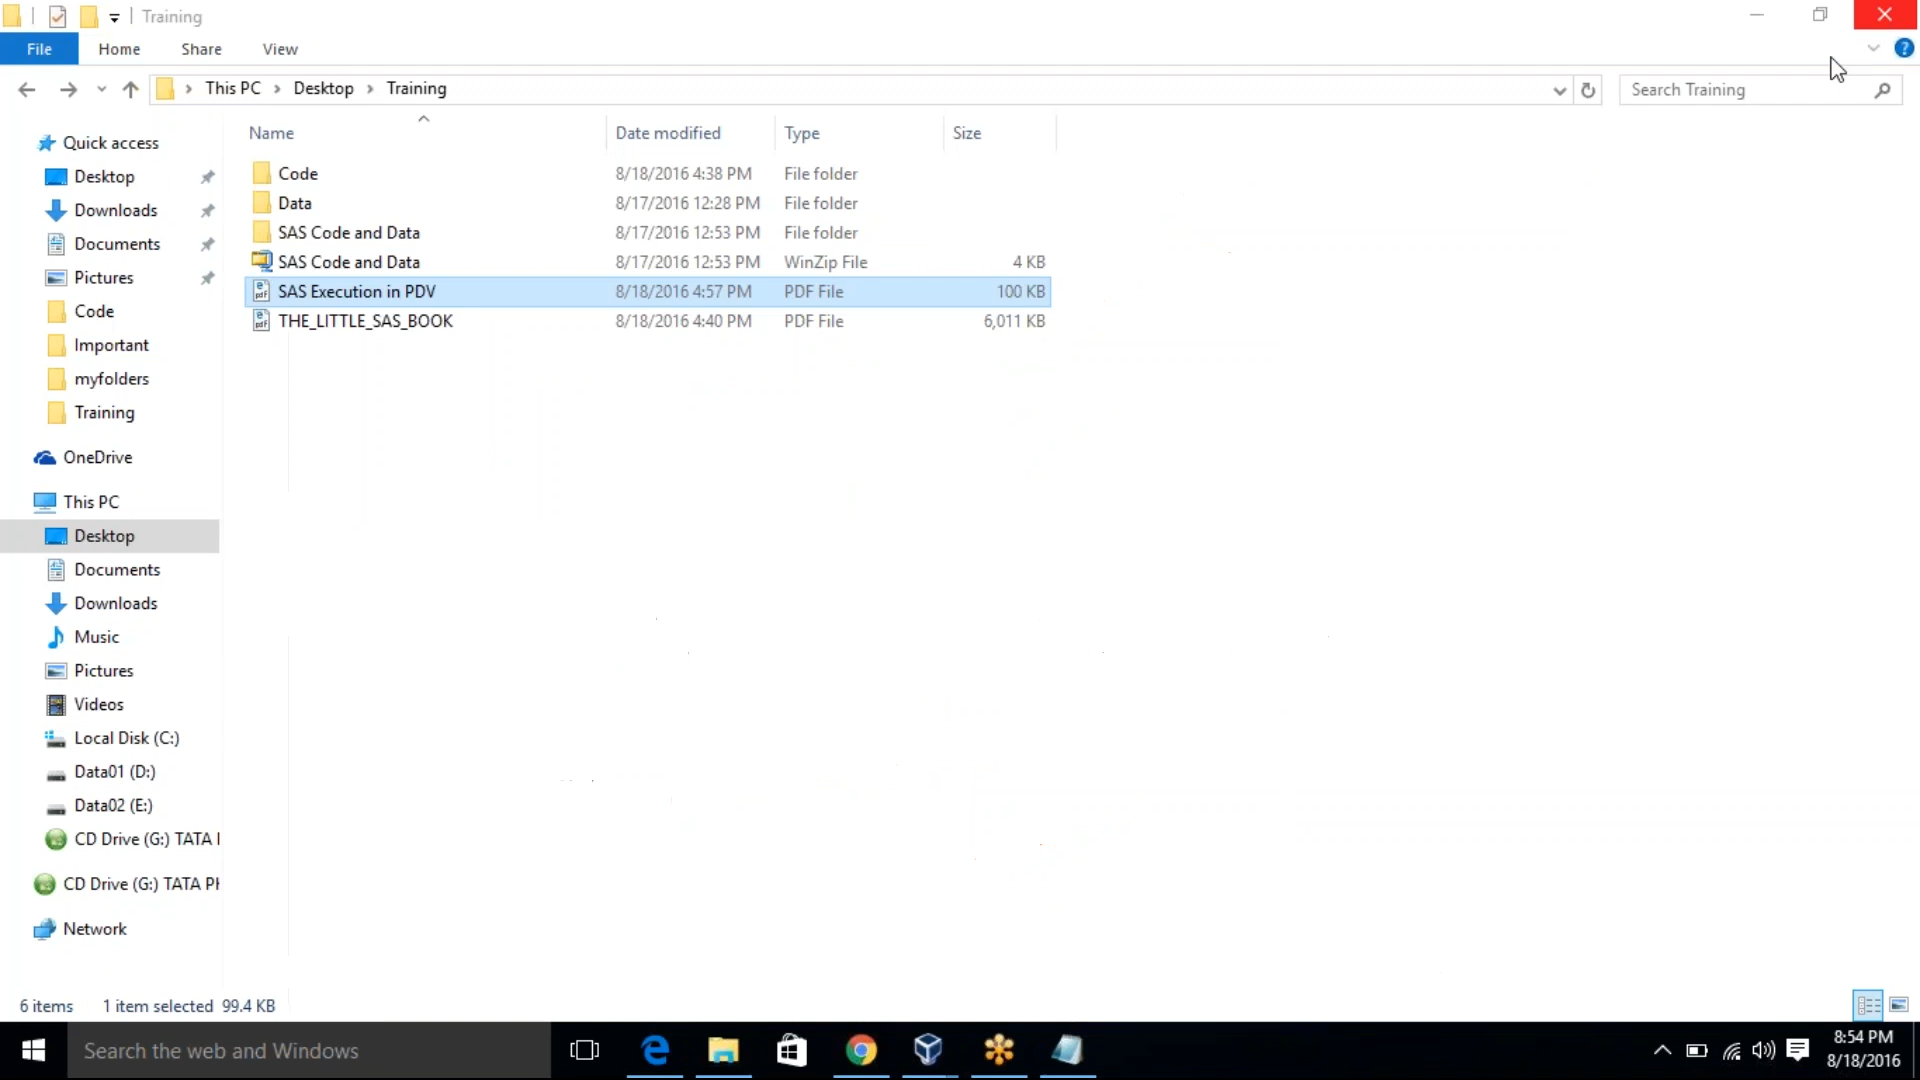 Training
File Home Share View
This PC Desktop Training
Search Training
Name Date modified Type Size
Code 8/18/2016 4:38 PM File folder
Data 8/17/2016 12:28 PM File folder
SAS Code and Data 8/17/2016 12:53 PM File folder
SAS Code and Data 8/17/2016 12:53 PM WinZip File 4 KB
SAS Execution in PDV 8/18/2016 4:57 PM PDF File 100 KB
THE_LITTLE_SAS_BOOK 8/18/2016 4:40 PM PDF File 6,011 KB
Quick access
Desktop
Downloads
Documents
Pictures
Code
Important
myfolders
Training
OneDrive
This PC
Desktop
Documents
Downloads
Music
Pictures
Videos
Local Disk (C:)
Data01 (D:)
Data02 (E:)
CD Drive (G:) TATA
CD Drive (G:) TATA
Network
6 items 1 item selected 99.4 KB
Search the web and Windows
8:54 PM
8/18/2016